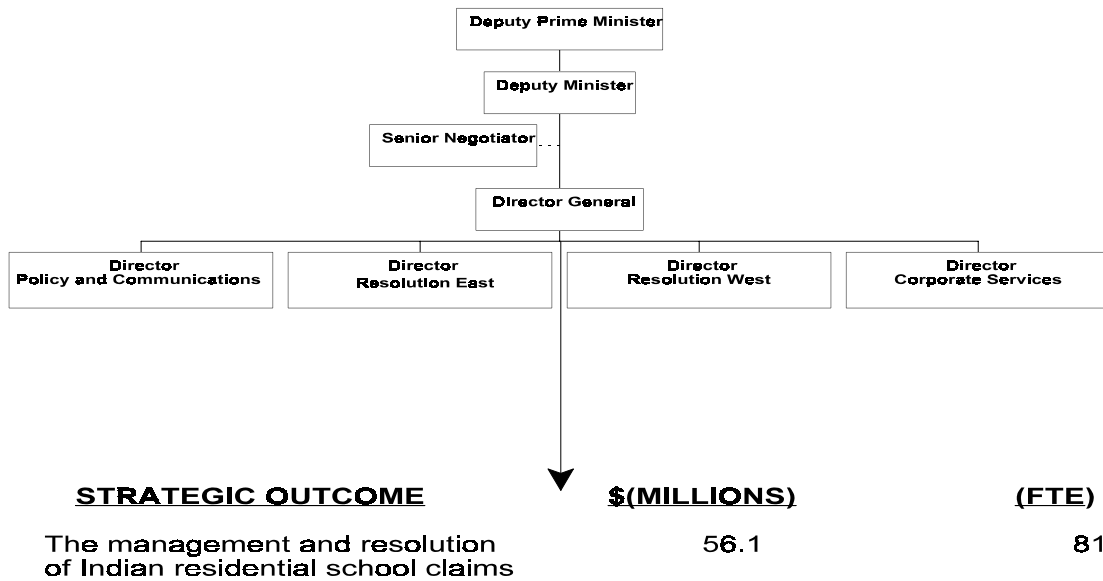 Deputy Prime Minister
Deputy Minister
Senior Negotiator
Director General
Director
Policy and Communications
Director
Resolution East
Director
Resolution West
Director
Corporate Services
STRATEGIC OUTCOME $(MILLIONS) (FTE)
The management and resolution 56.1 81
of Indian residential school claims